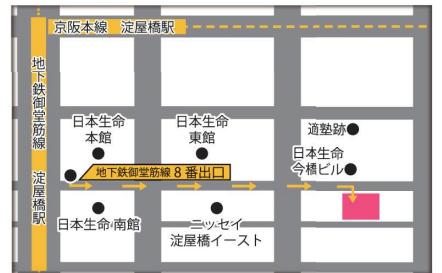 京阪本線 淀屋橋駅
地下鉄御堂筋線 淀屋橋駅
日本生命
本館
日本生命
東館
適塾跡
日本生命
今橋ビル
地下鉄御堂筋線8番出口
日本生命 南館
ニッセイ
淀屋橋イースト